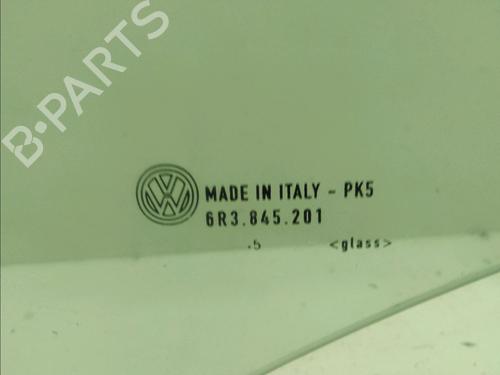 B-PARTS
MADE IN ITALY - PK5
6R3.845.201
.5 <glass>